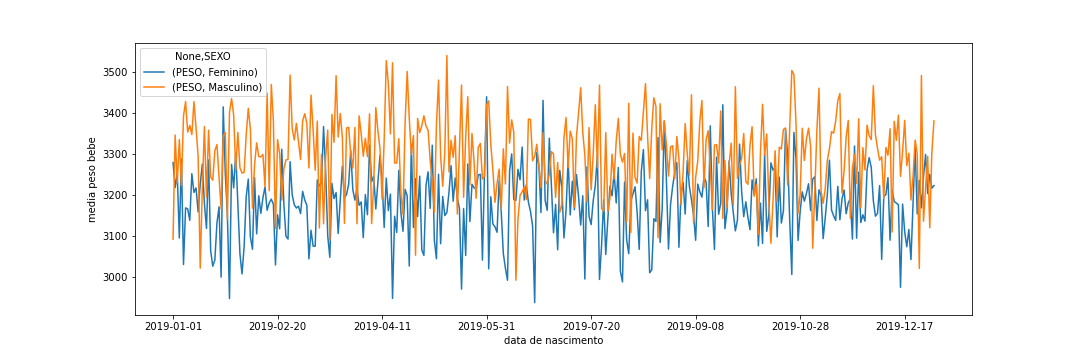 None,SEXO
(PESO, Feminino)
(PESO, Masculino)
3500
3400
3300
3200
3100
3000
media peso bebe
2019-01-01 2019-02-20 2019-04-11 2019-05-31 2019-07-20 2019-09-08 2019-10-28 2019-12-17
data de nascimento